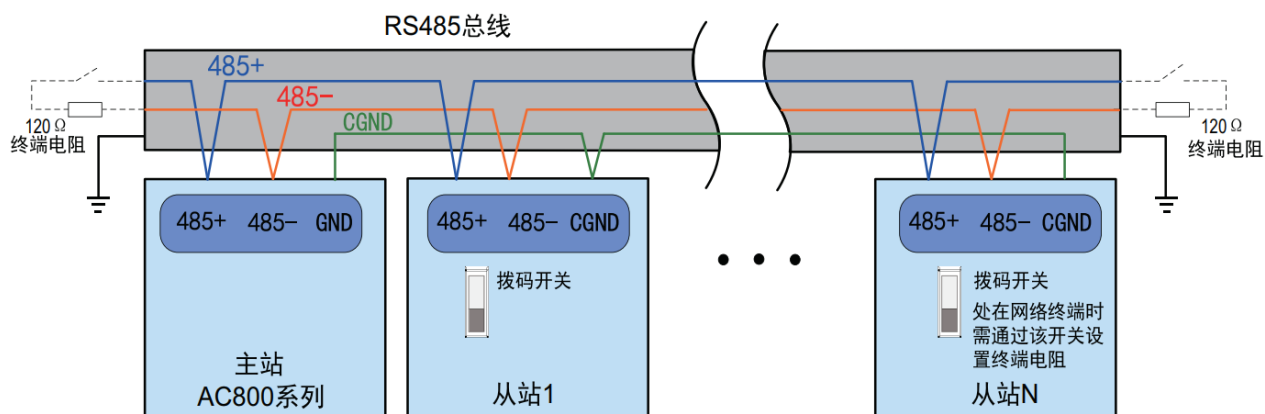 RS485总线
485+
485-
CGND
120Ω
终端电阻
120Ω
终端电阻
485+ 485- GND
485+ 485- CGND
485+ 485- CGND
拨码开关
拨码开关
处在网络终端时
需通过该开关设
置终端电阻
主站
AC800系列
从站1
从站N